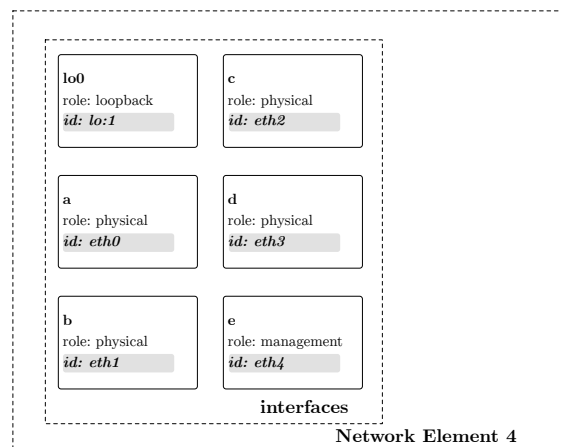 lo0
role: loopback
id: lo:1
c
role: physical
id: eth2
a
role: physical
id: eth0
d
role: physical
id: eth3
b
role: physical
id: eth1
e
role: management
id: eth4
interfaces
Network Element 4